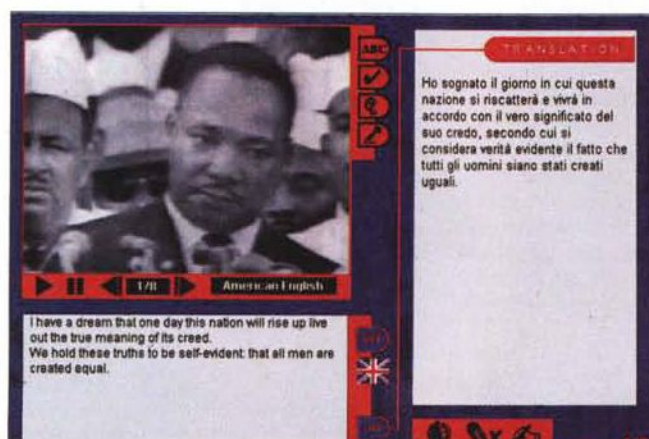 ABC
TRANSLATION
Ho sognato il giorno in cui questa
nazione si riscatterà e vivrà in
accordo con il vero significato del
suo credo, secondo cui si
considera verità evidente il fatto che
tutti gli uomini siano stati creati
uguali.
1/8
American English
I have a dream that one day this nation will rise up live
out the true meaning of its creed.
We hold these truths to be self-evident: that all men are
created equal.